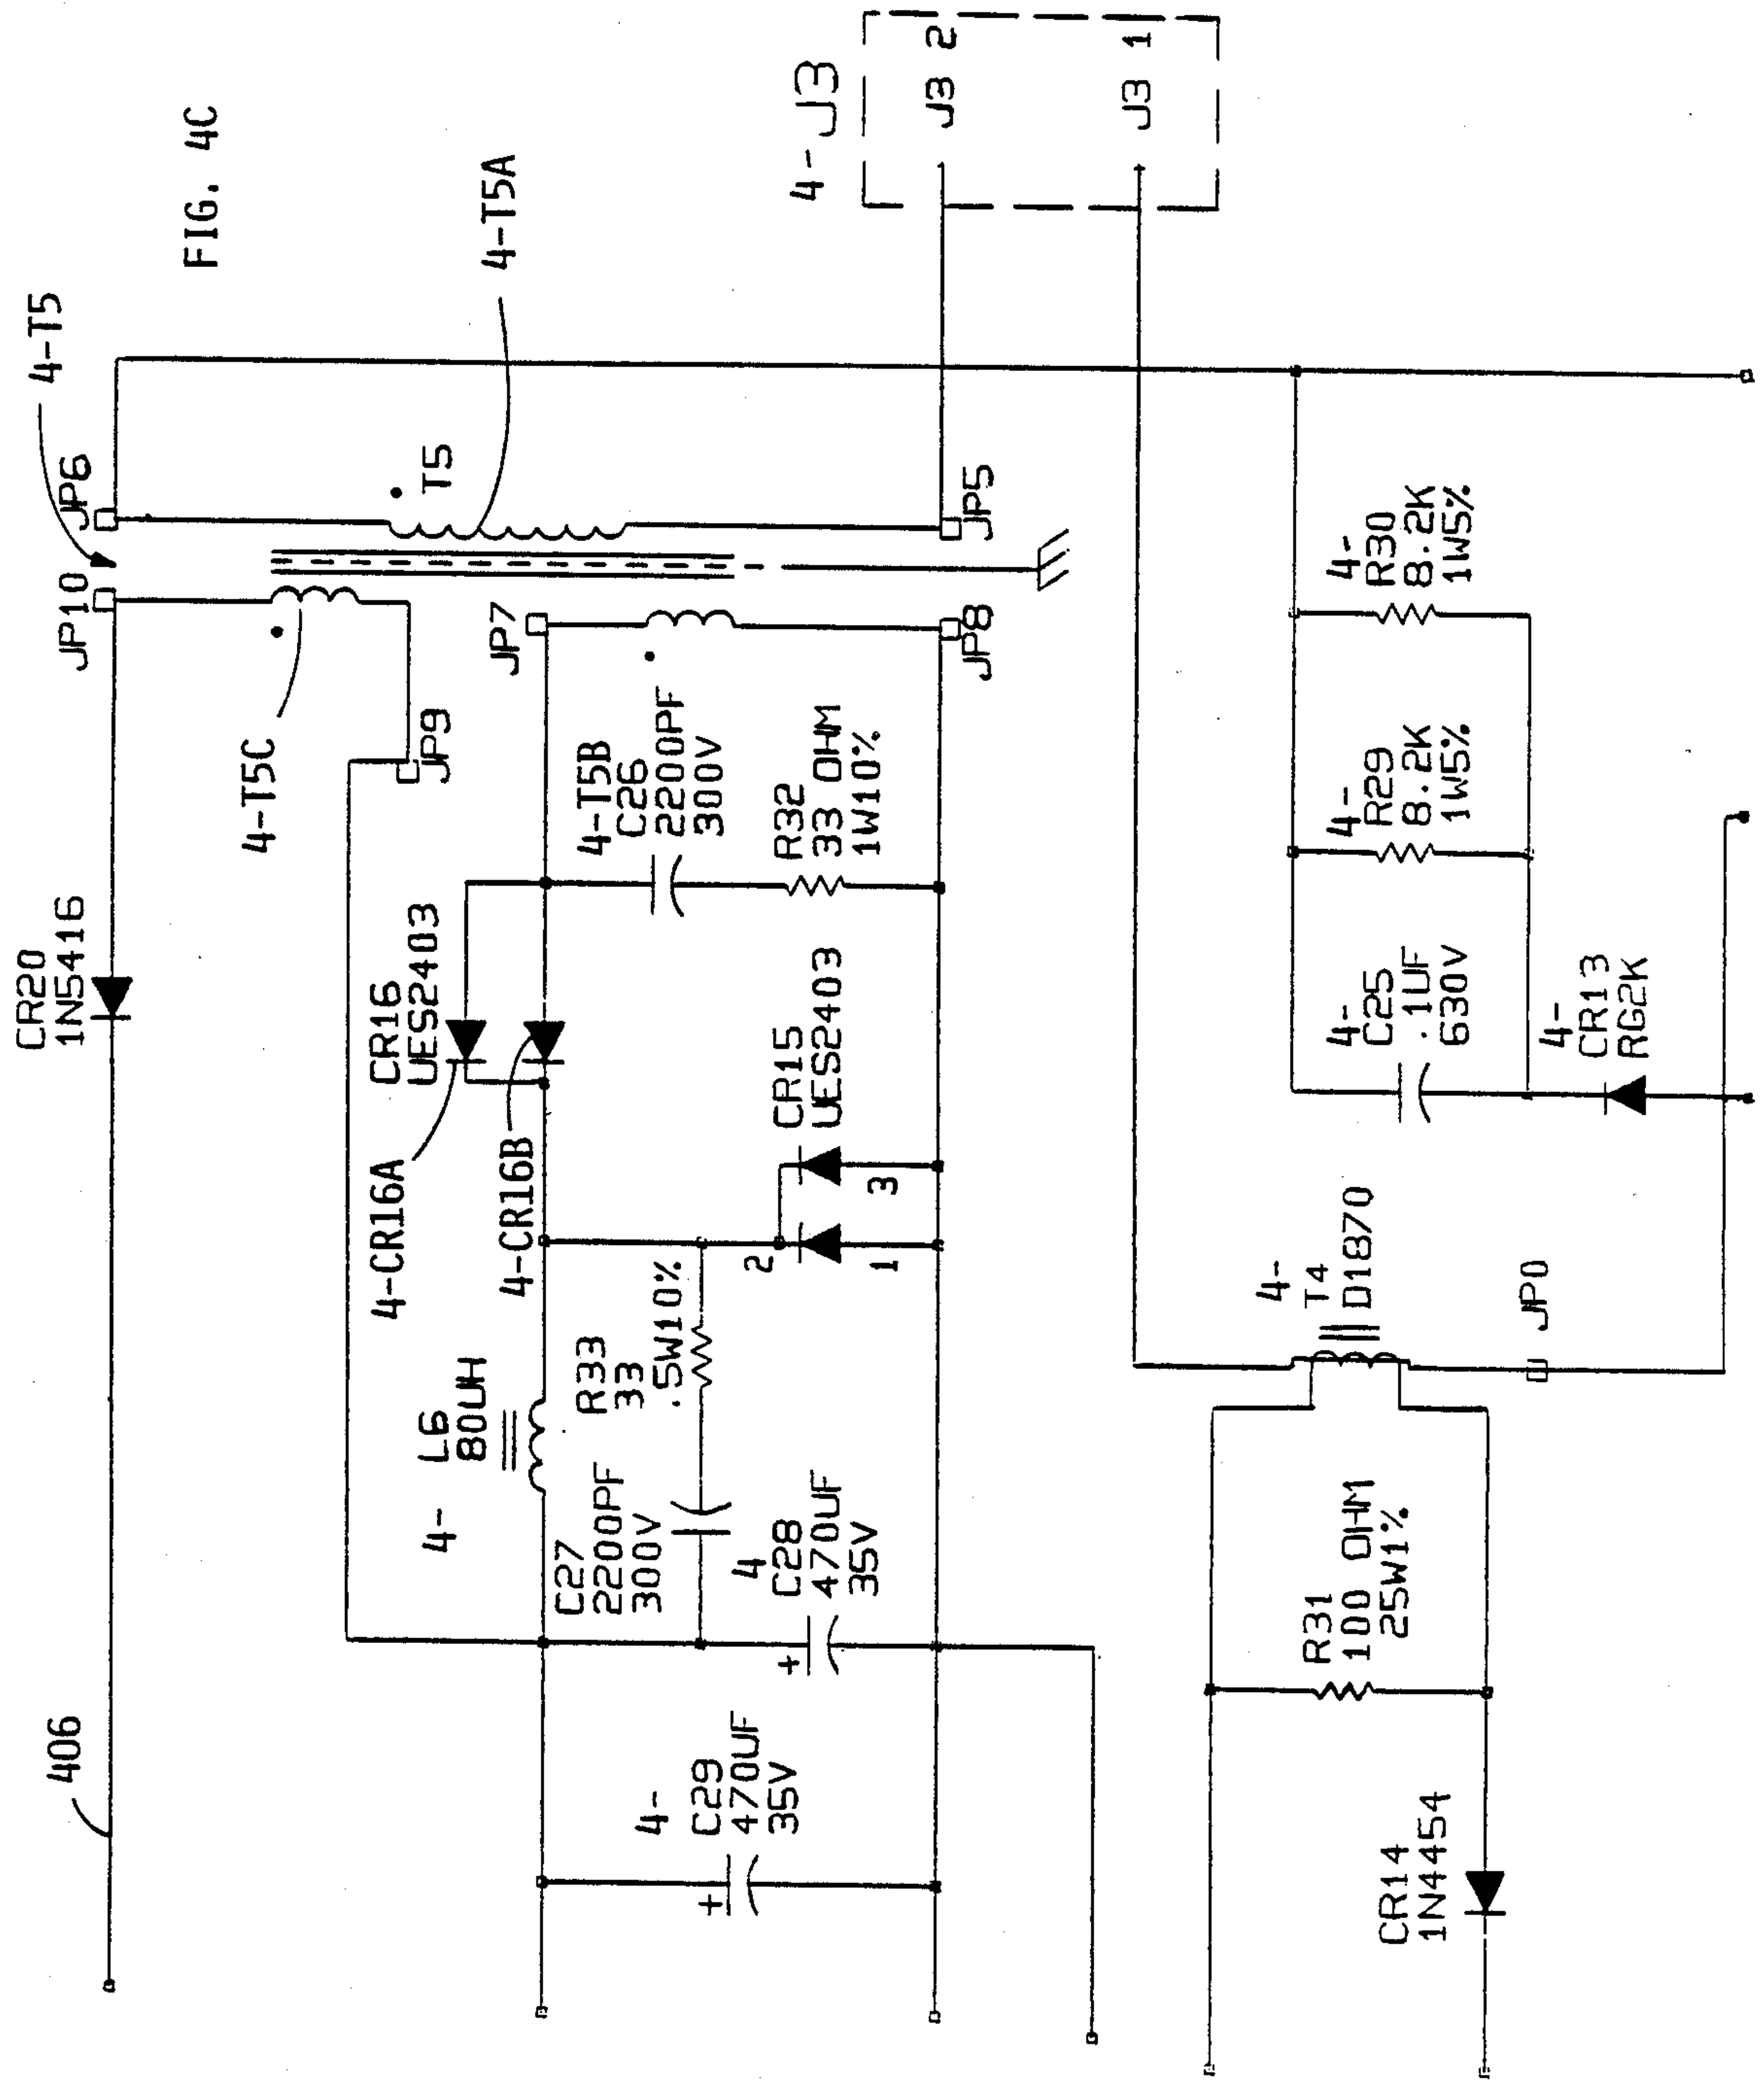 FIG. 4C
4-T5
JP6
JP10
T5
4-T5A
4-T5C
JP9
JP7
JP5
JP8
4-J3
J3 2
J3 1
CR20
1N5416
406
CR16
UES2403
4-CR16A
4-CR16B
4-T5B
C26
2200PF
300V
R32
33 OHM
1W10%
CR15
UES2403
2
1
3
4-
L6
80UH
R33
33
.5W10%
C27
2200PF
300V
4
C28
470UF
35V
+
4-
C29
470UF
35V
+
4-
R30
8.2K
1W5%
4-
R29
8.2K
1W5%
4-
C25
.1UF
630V
4-
CR13
RG2K
4-
T4
D1870
JP0
R31
100 OHM
25W1%
CR14
1N4454